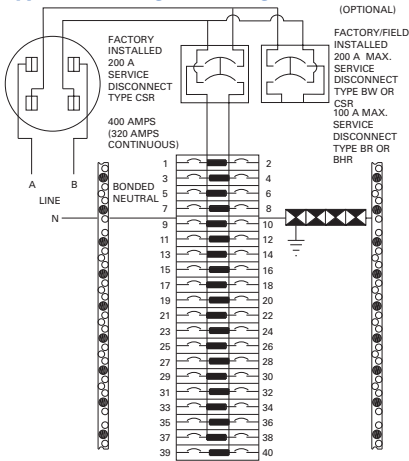 (OPTIONAL)
FACTORY
INSTALLED
200 A
SERVICE
DISCONNECT
TYPE CSR
400 AMPS
(320 AMPS
CONTINUOUS)
FACTORY/FIELD
INSTALLED
200 A MAX.
SERVICE
DISCONNECT
TYPE BW OR
CSR
100 A MAX.
SERVICE
DISCONNECT
TYPE BR OR
BHR
A B
LINE
N
BONDED
NEUTRAL
1 2
3 4
5 6
7 8
9 10
11 12
13 14
15 16
17 18
19 20
21 22
23 24
25 26
27 28
29 30
31 32
33 34
35 36
37 38
39 40